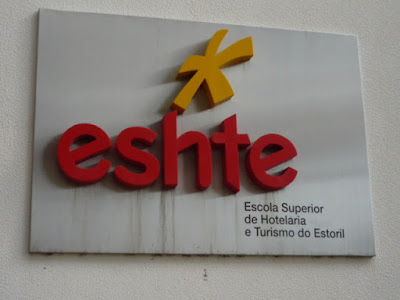 eshte
Escola Superior
de Hotelaria
e Turismo do Estoril